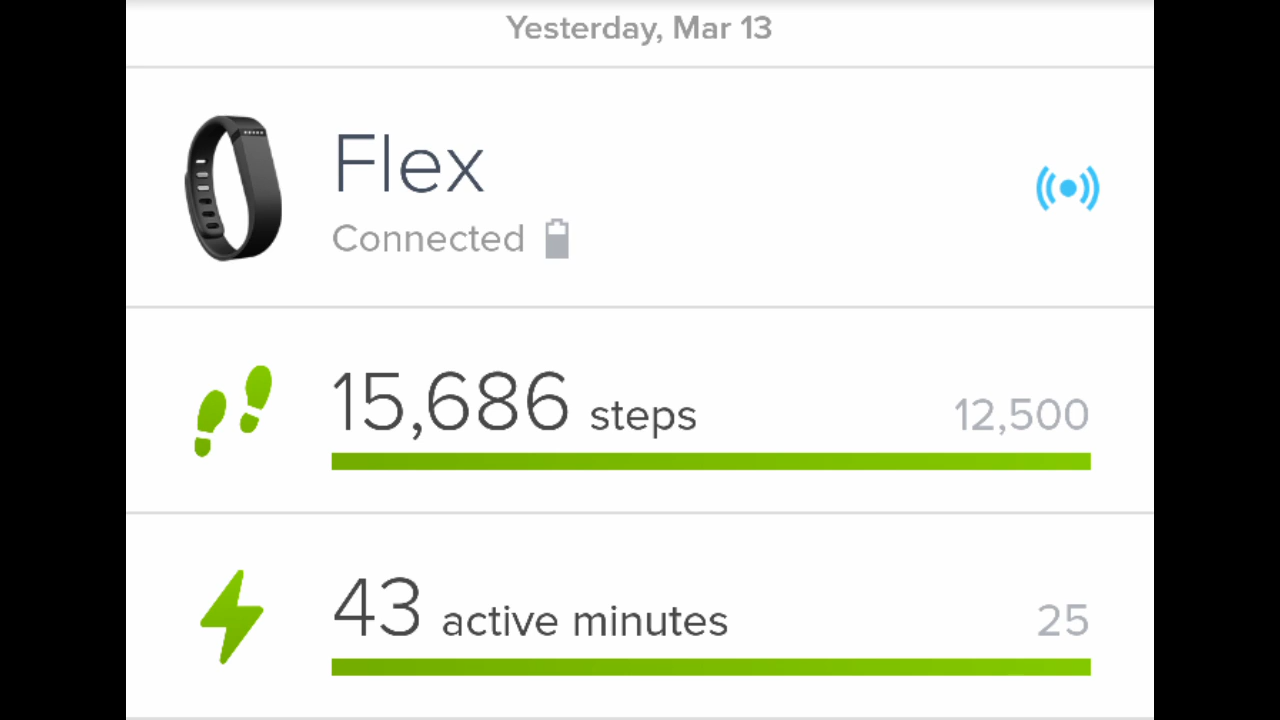 Yesterday, Mar 13
Flex
Connected
15,686 steps 12,500
43 active minutes 25